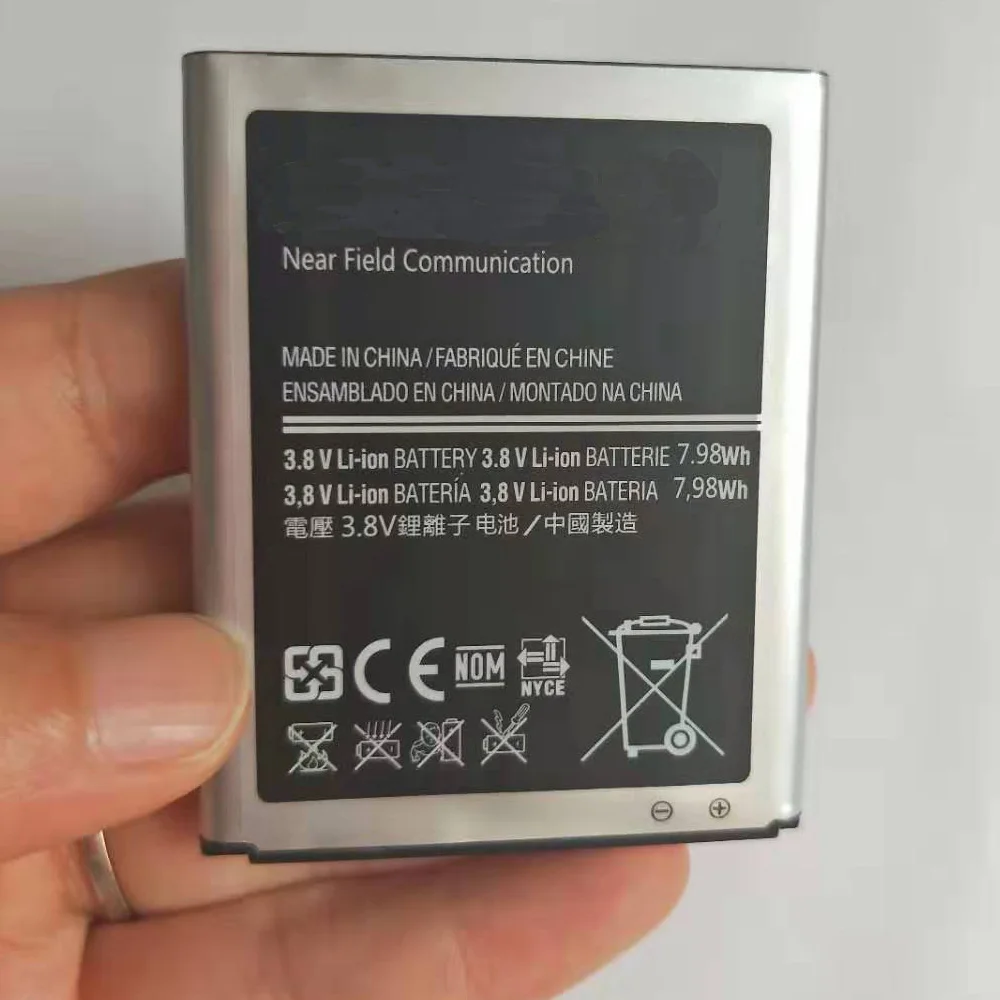 Near Field Communication
MADE IN CHINA / FABRIQUÉ EN CHINE
ENSAMBLADO EN CHINA / MONTADO NA CHINA
3.8 V Li-ion BATTERY 3.8 V Li-ion BATTERIE 7.98Wh
3,8 V Li-ion BATERÍA 3,8 V Li-ion BATERIA 7,98Wh
電壓 3.8V鋰離子电池/中國製造
CE NOM NYCE